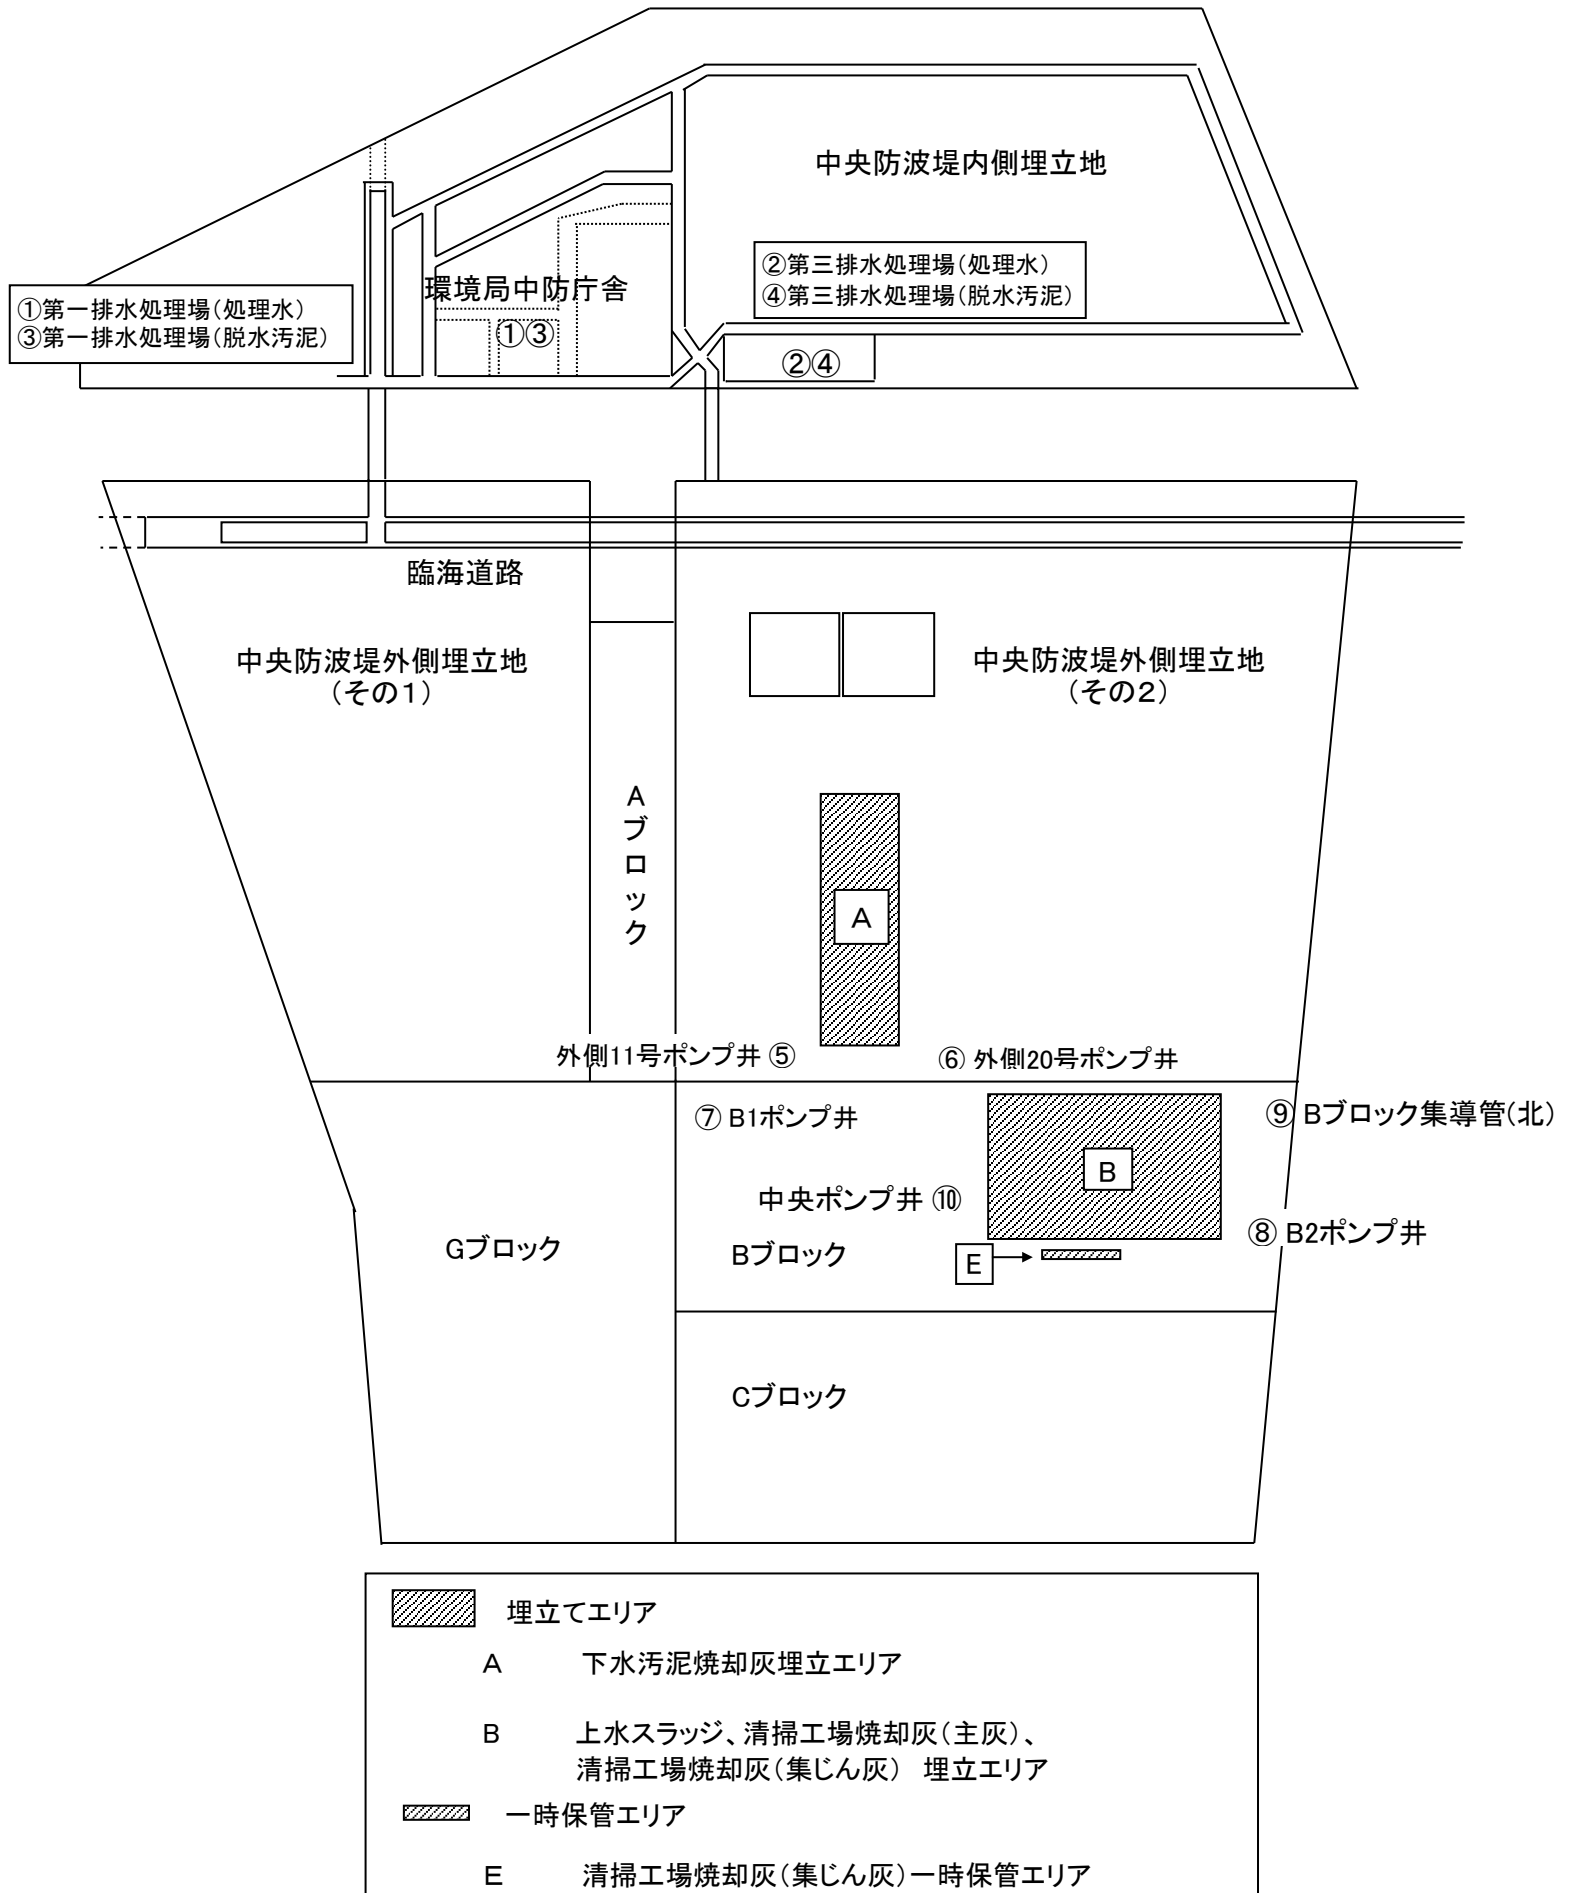 中央防波堤内側埋立地
②第三排水処理場(処理水)
④第三排水処理場(脱水汚泥)
環境局中防庁舎
①第一排水処理場(処理水)
③第一排水処理場(脱水汚泥)
①③
②④
臨海道路
中央防波堤外側埋立地
(その1)
中央防波堤外側埋立地
(その2)
Aブロック
A
外側11号ポンプ井 ⑤
⑥ 外側20号ポンプ井
⑦ B1ポンプ井
⑨ Bブロック集導管(北)
B
中央ポンプ井 ⑩
⑧ B2ポンプ井
Gブロック
Bブロック
E
Cブロック
埋立てエリア
A 下水汚泥焼却灰埋立エリア
B 上水スラッジ、清掃工場焼却灰(主灰)、
清掃工場焼却灰(集じん灰) 埋立エリア
一時保管エリア
E 清掃工場焼却灰(集じん灰)一時保管エリア